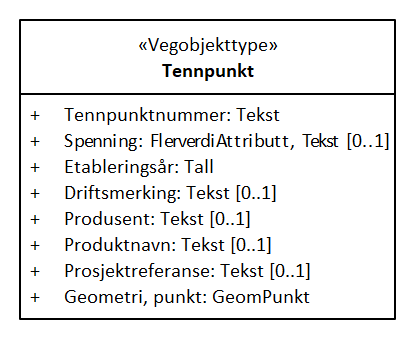 «Vegobjekttype»
Tennpunkt
+ Tennpunktnummer: Tekst
+ Spenning: FlerverdiAttributt, Tekst [0..1]
+ Etableringsår: Tall
+ Driftsmerking: Tekst [0..1]
+ Produsent: Tekst [0..1]
+ Produktnavn: Tekst [0..1]
+ Prosjektreferanse: Tekst [0..1]
+ Geometri, punkt: GeomPunkt